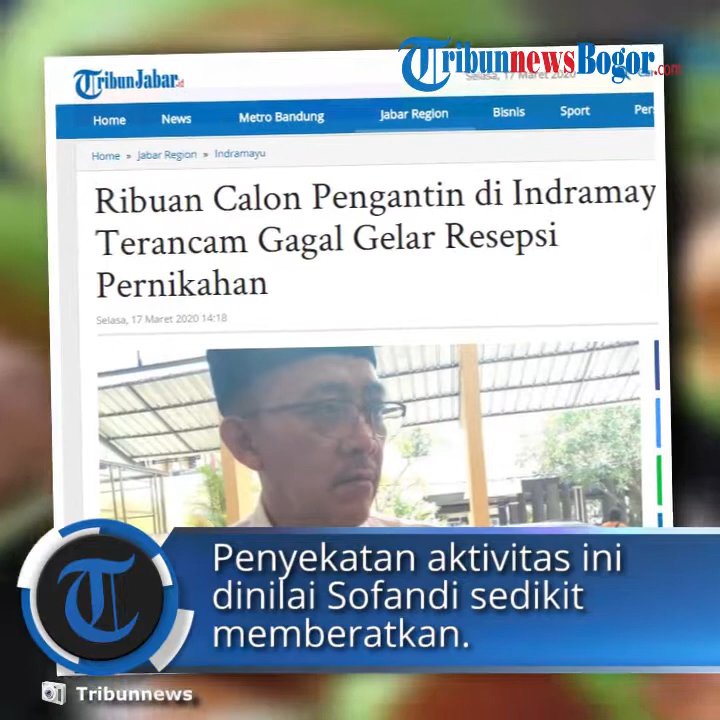 TribunnewsBogor.com
TribunJabar.id
Selasa, 17 Maret 2020
Home News Metro Bandung Jabar Region Bisnis Sport Per
Home » Jabar Region » Indramayu
Ribuan Calon Pengantin di Indramay
Terancam Gagal Gelar Resepsi
Pernikahan
Selasa, 17 Maret 2020 14:18
T
Penyekatan aktivitas ini
dinilai Sofandi sedikit
memberatkan.
Tribunnews